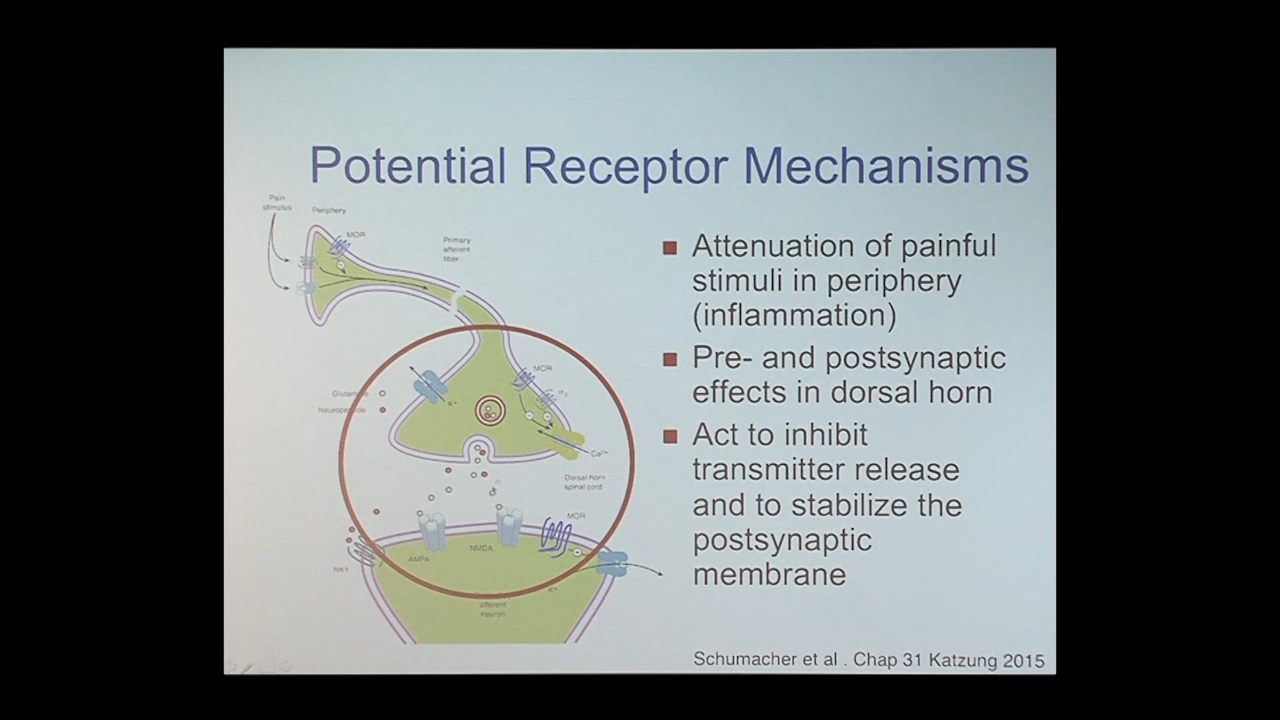 Potential Receptor Mechanisms
Pain
stimulus
Periphery
MOR
Primary
afferent
fiber
MOR
Glutamate
K+
Neuropeptide
Ca2+
Dorsal horn
spinal cord
MOR
NMDA
AMPA
NK1
K+
afferent
neuron
■ Attenuation of painful
stimuli in periphery
(inflammation)
■ Pre- and postsynaptic
effects in dorsal horn
■ Act to inhibit
transmitter release
and to stabilize the
postsynaptic
membrane
Schumacher et al . Chap 31 Katzung 2015